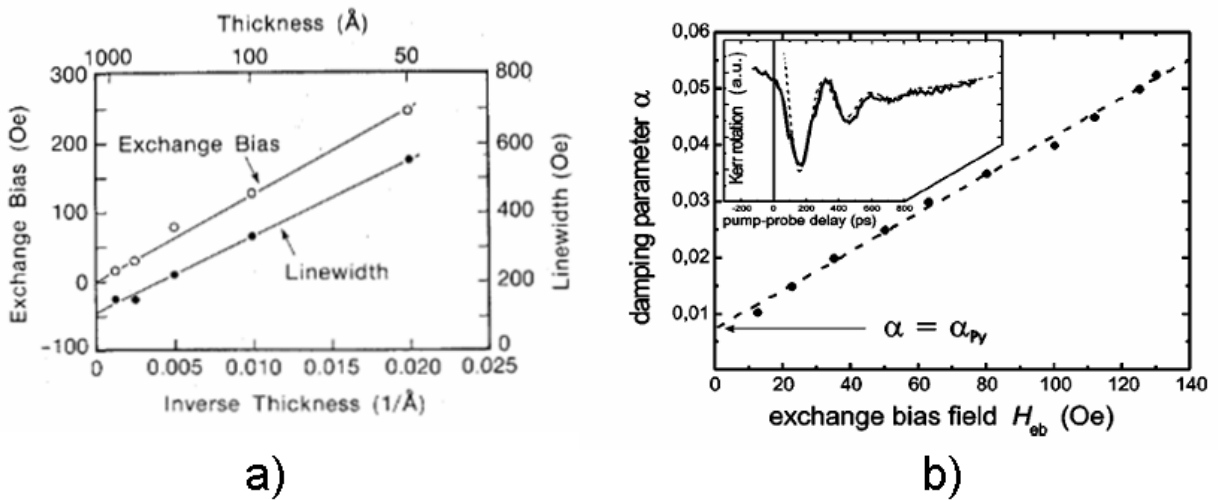 Thickness (Å)
1000 100 50
300
200
100
0
-100
Exchange Bias (Oe)
800
600
400
200
0
Linewidth (Oe)
Exchange Bias
Linewidth
0 0.005 0.010 0.015 0.020 0.025
Inverse Thickness (1/Å)
a)
0,06
0,05
0,04
0,03
0,02
0,01
damping parameter α
Kerr rotation (a.u.)
-200 0 200 400 600 800
pump-probe delay (ps)
α = αPy
0 20 40 60 80 100 120 140
exchange bias field Heb (Oe)
b)